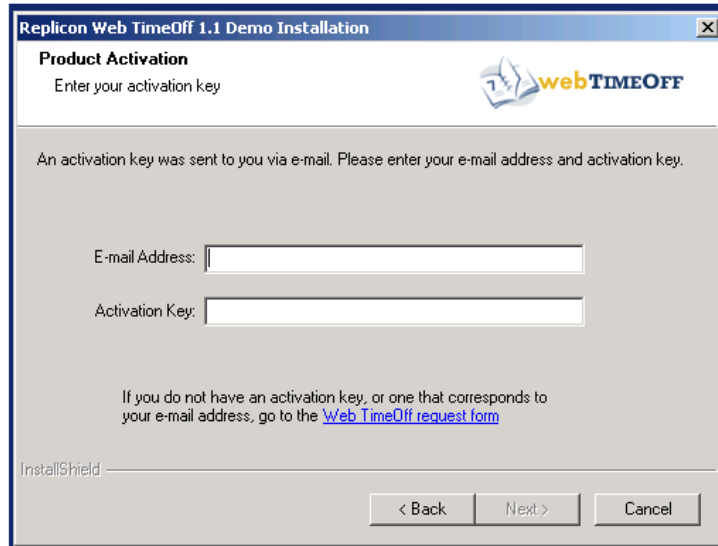 Replicon Web TimeOff 1.1 Demo Installation
Product Activation
Enter your activation key
webTIMEOFF
An activation key was sent to you via e-mail. Please enter your e-mail address and activation key.
E-mail Address:
Activation Key:
If you do not have an activation key, or one that corresponds to
your e-mail address, go to the Web TimeOff request form
InstallShield
< Back
Next >
Cancel